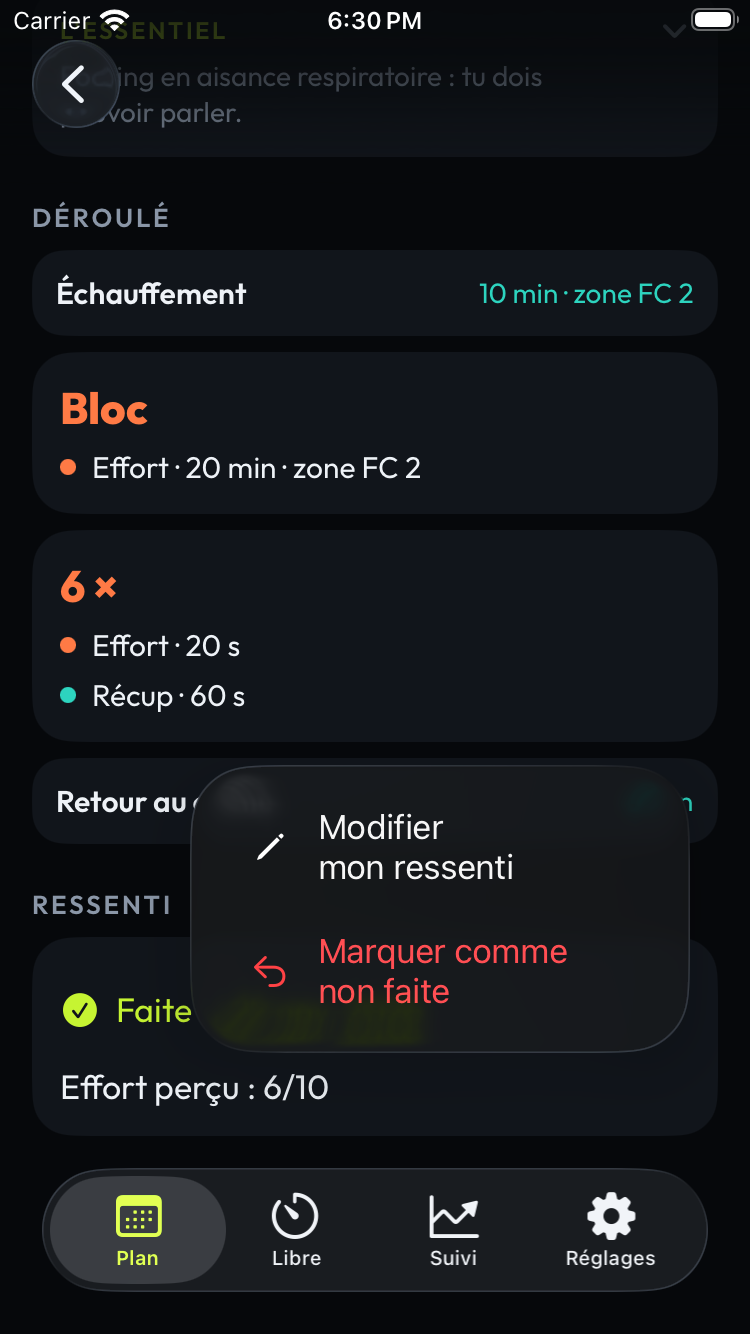 Carrier
6:30 PM
L'ESSENTIEL
en aisance respiratoire : tu dois
parler.
DÉROULÉ
Échauffement
10 min · zone FC 2
Bloc
Effort · 20 min · zone FC 2
6 ×
Effort · 20 s
Récup · 60 s
Retour au
Modifier
mon ressenti
RESSENTI
Marquer comme
non faite
Faite
Effort perçu : 6/10
Plan
Libre
Suivi
Réglages